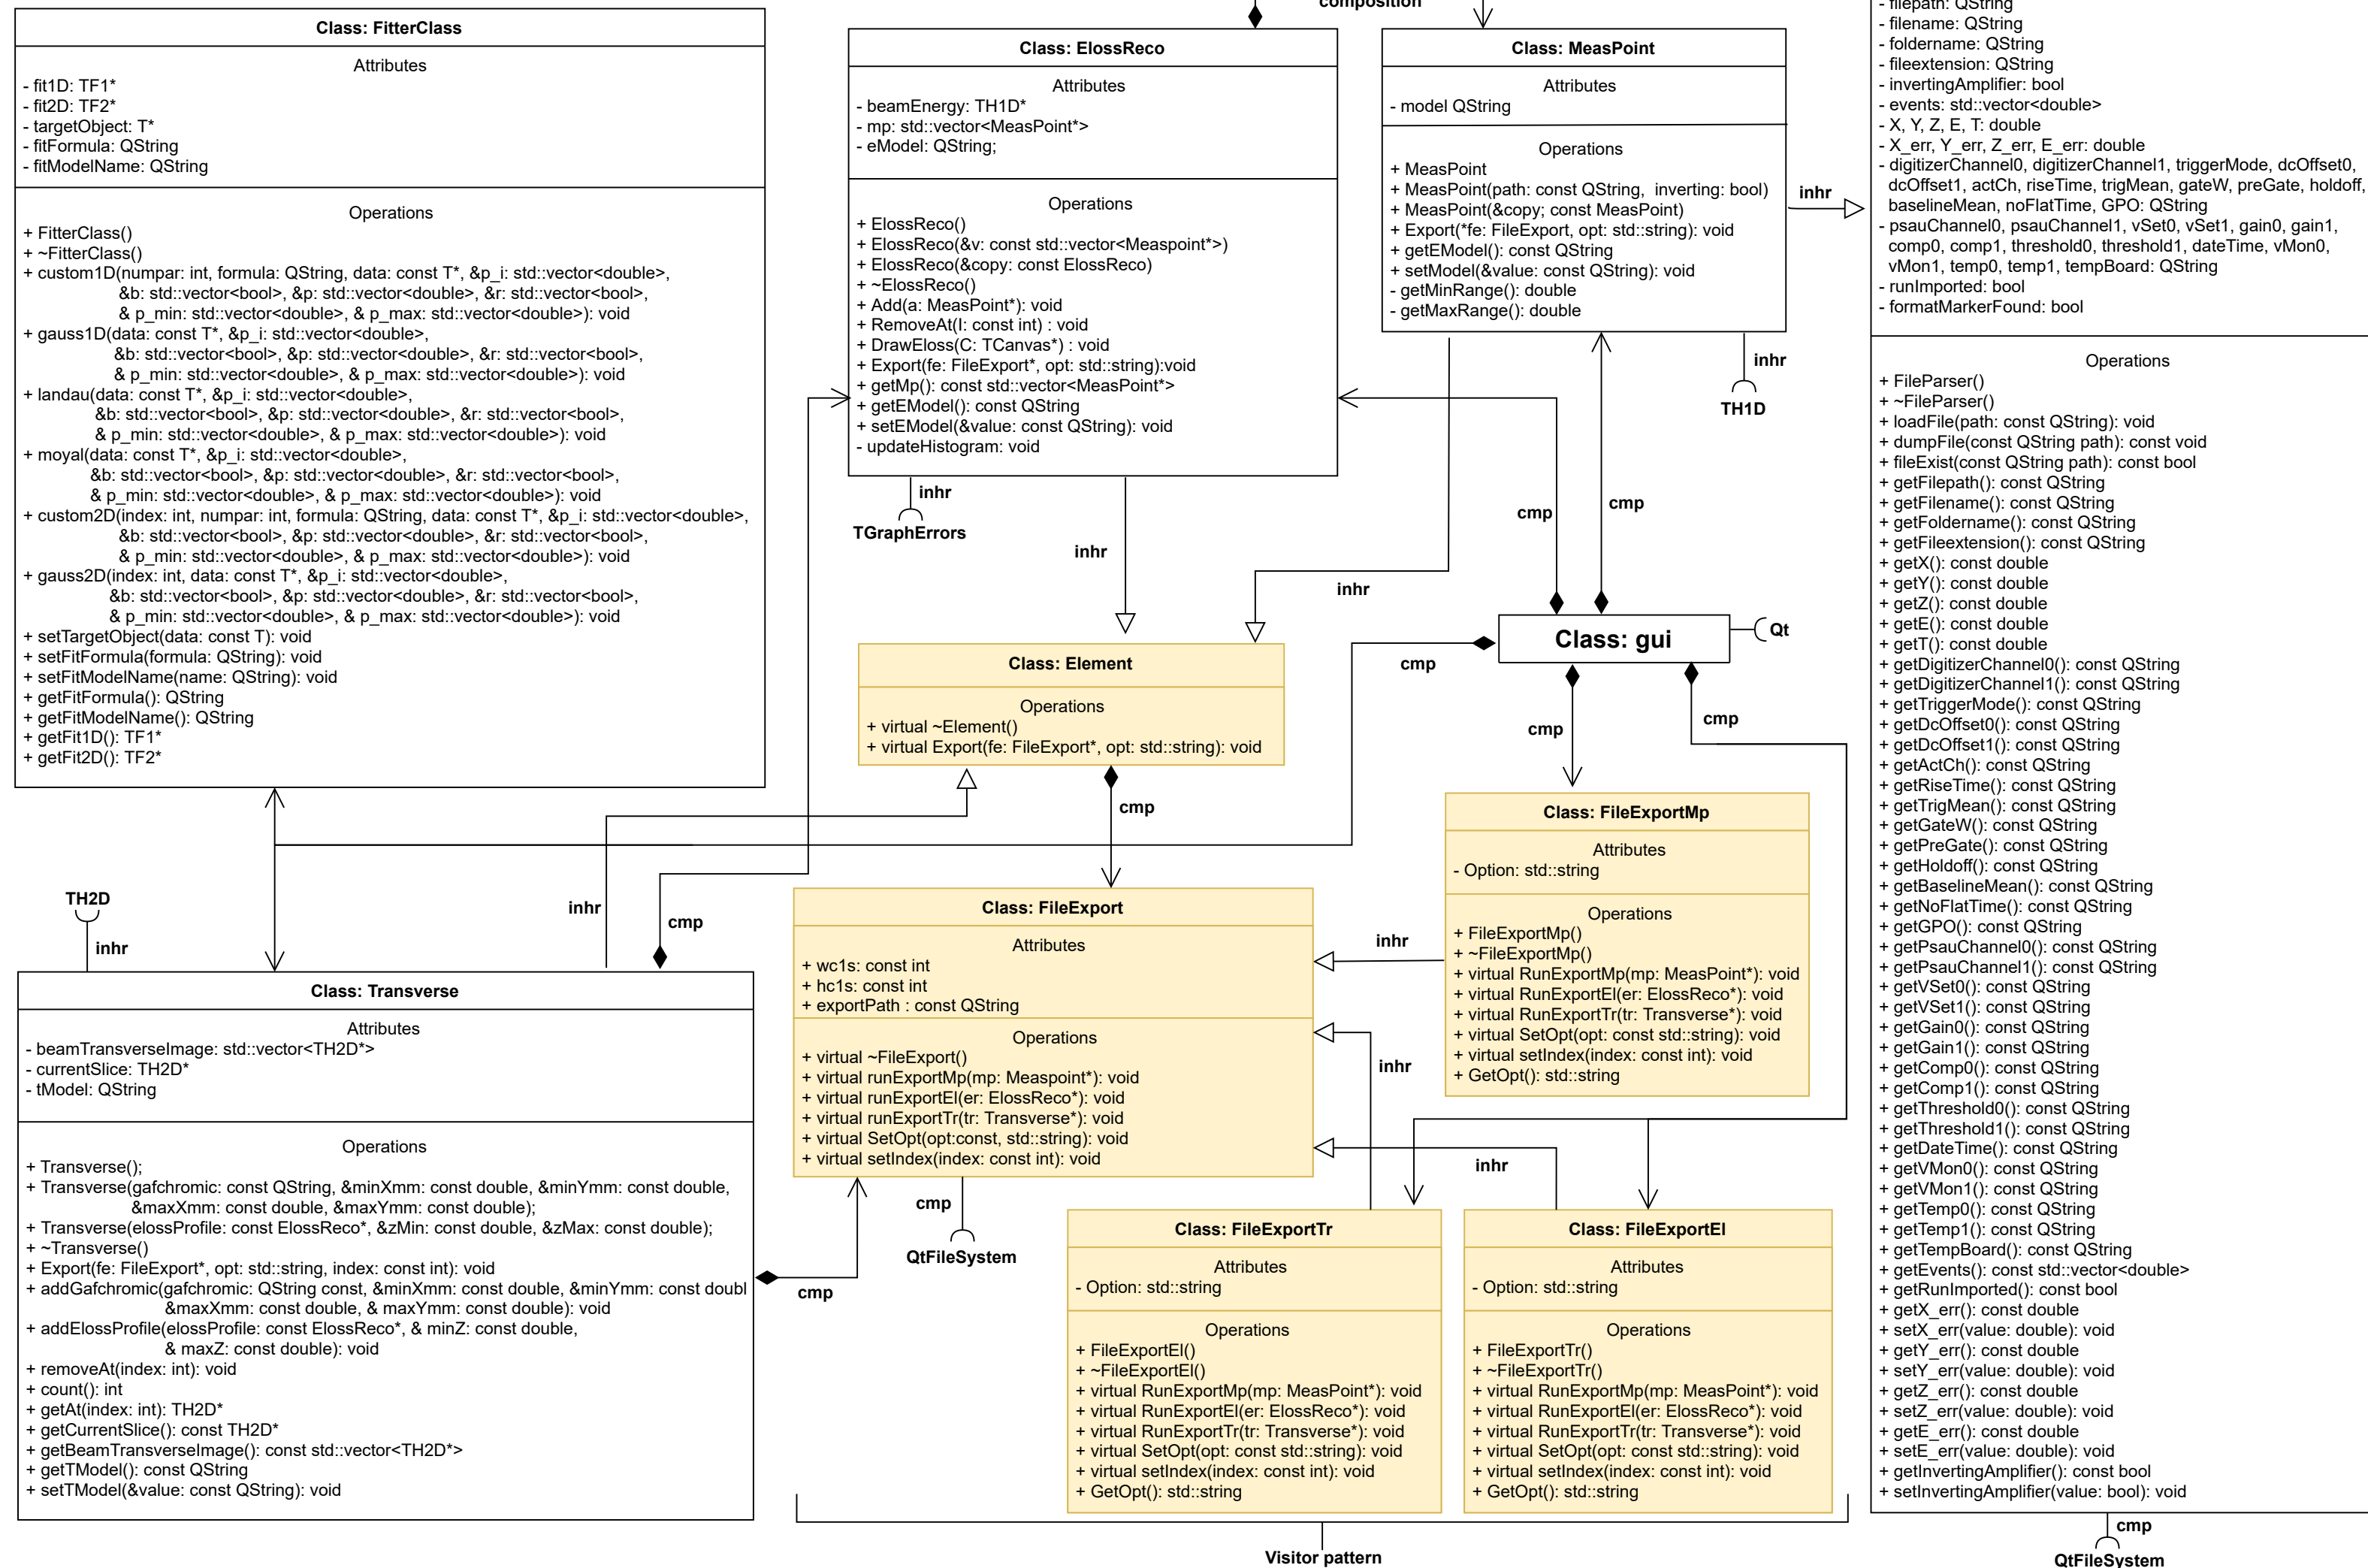 composition
Class: FitterClass
Attributes
- fit1D: TF1*
- fit2D: TF2*
- targetObject: T*
- fitFormula: QString
- fitModelName: QString
Operations
+ FitterClass()
+ ~FitterClass()
+ custom1D(numpar: int, formula: QString, data: const T*, &p_i: std::vector<double>,
&b: std::vector<bool>, &p: std::vector<double>, &r: std::vector<bool>,
& p_min: std::vector<double>, & p_max: std::vector<double>): void
+ gauss1D(data: const T*, &p_i: std::vector<double>,
&b: std::vector<bool>, &p: std::vector<double>, &r: std::vector<bool>,
& p_min: std::vector<double>, & p_max: std::vector<double>): void
+ landau(data: const T*, &p_i: std::vector<double>,
&b: std::vector<bool>, &p: std::vector<double>, &r: std::vector<bool>,
& p_min: std::vector<double>, & p_max: std::vector<double>): void
+ moyal(data: const T*, &p_i: std::vector<double>,
&b: std::vector<bool>, &p: std::vector<double>, &r: std::vector<bool>,
& p_min: std::vector<double>, & p_max: std::vector<double>): void
+ custom2D(index: int, numpar: int, formula: QString, data: const T*, &p_i: std::vector<double>,
&b: std::vector<bool>, &p: std::vector<double>, &r: std::vector<bool>,
& p_min: std::vector<double>, & p_max: std::vector<double>): void
+ gauss2D(index: int, data: const T*, &p_i: std::vector<double>,
&b: std::vector<bool>, &p: std::vector<double>, &r: std::vector<bool>,
& p_min: std::vector<double>, & p_max: std::vector<double>): void
+ setTargetObject(data: const T): void
+ setFitFormula(formula: QString): void
+ setFitModelName(name: QString): void
+ getFitFormula(): QString
+ getFitModelName(): QString
+ getFit1D(): TF1*
+ getFit2D(): TF2*
Class: ElossReco
Attributes
- beamEnergy: TH1D*
- mp: std::vector<MeasPoint*>
- eModel: QString;
Operations
+ ElossReco()
+ ElossReco(&v: const std::vector<Measpoint*>)
+ ElossReco(&copy: const ElossReco)
+ ~ElossReco()
+ Add(a: MeasPoint*): void
+ RemoveAt(I: const int) : void
+ DrawEloss(C: TCanvas*) : void
+ Export(fe: FileExport*, opt: std::string):void
+ getMp(): const std::vector<MeasPoint*>
+ getEModel(): const QString
+ setEModel(&value: const QString): void
- updateHistogram: void
inhr
TGraphErrors
inhr
Class: MeasPoint
Attributes
- model QString
Operations
+ MeasPoint
+ MeasPoint(path: const QString,  inverting: bool)
+ MeasPoint(&copy; const MeasPoint)
+ Export(*fe: FileExport, opt: std::string): void
+ getEModel(): const QString
+ setModel(&value: const QString): void
- getMinRange(): double
- getMaxRange(): double
inhr
inhr
TH1D
inhr
cmp
cmp
Class: gui
Qt
cmp
cmp
cmp
Class: Element
Operations
+ virtual ~Element()
+ virtual Export(fe: FileExport*, opt: std::string): void
cmp
inhr
cmp
TH2D
inhr
Class: Transverse
Attributes
- beamTransverseImage: std::vector<TH2D*>
- currentSlice: TH2D*
- tModel: QString
Operations
+ Transverse();
+ Transverse(gafchromic: const QString, &minXmm: const double, &minYmm: const double,
&maxXmm: const double, &maxYmm: const double);
+ Transverse(elossProfile: const ElossReco*, &zMin: const double, &zMax: const double);
+ ~Transverse()
+ Export(fe: FileExport*, opt: std::string, index: const int): void
+ addGafchromic(gafchromic: QString const, &minXmm: const double, &minYmm: const doubl
&maxXmm: const double, & maxYmm: const double): void
+ addElossProfile(elossProfile: const ElossReco*, & minZ: const double,
& maxZ: const double): void
+ removeAt(index: int): void
+ count(): int
+ getAt(index: int): TH2D*
+ getCurrentSlice(): const TH2D*
+ getBeamTransverseImage(): const std::vector<TH2D*>
+ getTModel(): const QString
+ setTModel(&value: const QString): void
cmp
Class: FileExport
Attributes
+ wc1s: const int
+ hc1s: const int
+ exportPath : const QString
Operations
+ virtual ~FileExport()
+ virtual runExportMp(mp: Measpoint*): void
+ virtual runExportEl(er: ElossReco*): void
+ virtual runExportTr(tr: Transverse*): void
+ virtual SetOpt(opt:const, std::string): void
+ virtual setIndex(index: const int): void
cmp
QtFileSystem
inhr
inhr
inhr
Class: FileExportMp
Attributes
- Option: std::string
Operations
+ FileExportMp()
+ ~FileExportMp()
+ virtual RunExportMp(mp: MeasPoint*): void
+ virtual RunExportEl(er: ElossReco*): void
+ virtual RunExportTr(tr: Transverse*): void
+ virtual SetOpt(opt: const std::string): void
+ virtual setIndex(index: const int): void
+ GetOpt(): std::string
Class: FileExportTr
Attributes
- Option: std::string
Operations
+ FileExportEl()
+ ~FileExportEl()
+ virtual RunExportMp(mp: MeasPoint*): void
+ virtual RunExportEl(er: ElossReco*): void
+ virtual RunExportTr(tr: Transverse*): void
+ virtual SetOpt(opt: const std::string): void
+ virtual setIndex(index: const int): void
+ GetOpt(): std::string
Class: FileExportEl
Attributes
- Option: std::string
Operations
+ FileExportTr()
+ ~FileExportTr()
+ virtual RunExportMp(mp: MeasPoint*): void
+ virtual RunExportEl(er: ElossReco*): void
+ virtual RunExportTr(tr: Transverse*): void
+ virtual SetOpt(opt: const std::string): void
+ virtual setIndex(index: const int): void
+ GetOpt(): std::string
Visitor pattern
- filepath: QString
- filename: QString
- foldername: QString
- fileextension: QString
- invertingAmplifier: bool
- events: std::vector<double>
- X, Y, Z, E, T: double
- X_err, Y_err, Z_err, E_err: double
- digitizerChannel0, digitizerChannel1, triggerMode, dcOffset0,
dcOffset1, actCh, riseTime, trigMean, gateW, preGate, holdoff,
baselineMean, noFlatTime, GPO: QString
- psauChannel0, psauChannel1, vSet0, vSet1, gain0, gain1,
comp0, comp1, threshold0, threshold1, dateTime, vMon0,
vMon1, temp0, temp1, tempBoard: QString
- runImported: bool
- formatMarkerFound: bool
Operations
+ FileParser()
+ ~FileParser()
+ loadFile(path: const QString): void
+ dumpFile(const QString path): const void
+ fileExist(const QString path): const bool
+ getFilepath(): const QString
+ getFilename(): const QString
+ getFoldername(): const QString
+ getFileextension(): const QString
+ getX(): const double
+ getY(): const double
+ getZ(): const double
+ getE(): const double
+ getT(): const double
+ getDigitizerChannel0(): const QString
+ getDigitizerChannel1(): const QString
+ getTriggerMode(): const QString
+ getDcOffset0(): const QString
+ getDcOffset1(): const QString
+ getActCh(): const QString
+ getRiseTime(): const QString
+ getTrigMean(): const QString
+ getGateW(): const QString
+ getPreGate(): const QString
+ getHoldoff(): const QString
+ getBaselineMean(): const QString
+ getNoFlatTime(): const QString
+ getGPO(): const QString
+ getPsauChannel0(): const QString
+ getPsauChannel1(): const QString
+ getVSet0(): const QString
+ getVSet1(): const QString
+ getGain0(): const QString
+ getGain1(): const QString
+ getComp0(): const QString
+ getComp1(): const QString
+ getThreshold0(): const QString
+ getThreshold1(): const QString
+ getDateTime(): const QString
+ getVMon0(): const QString
+ getVMon1(): const QString
+ getTemp0(): const QString
+ getTemp1(): const QString
+ getTempBoard(): const QString
+ getEvents(): const std::vector<double>
+ getRunImported(): const bool
+ getX_err(): const double
+ setX_err(value: double): void
+ getY_err(): const double
+ setY_err(value: double): void
+ getZ_err(): const double
+ setZ_err(value: double): void
+ getE_err(): const double
+ setE_err(value: double): void
+ getInvertingAmplifier(): const bool
+ setInvertingAmplifier(value: bool): void
cmp
QtFileSystem